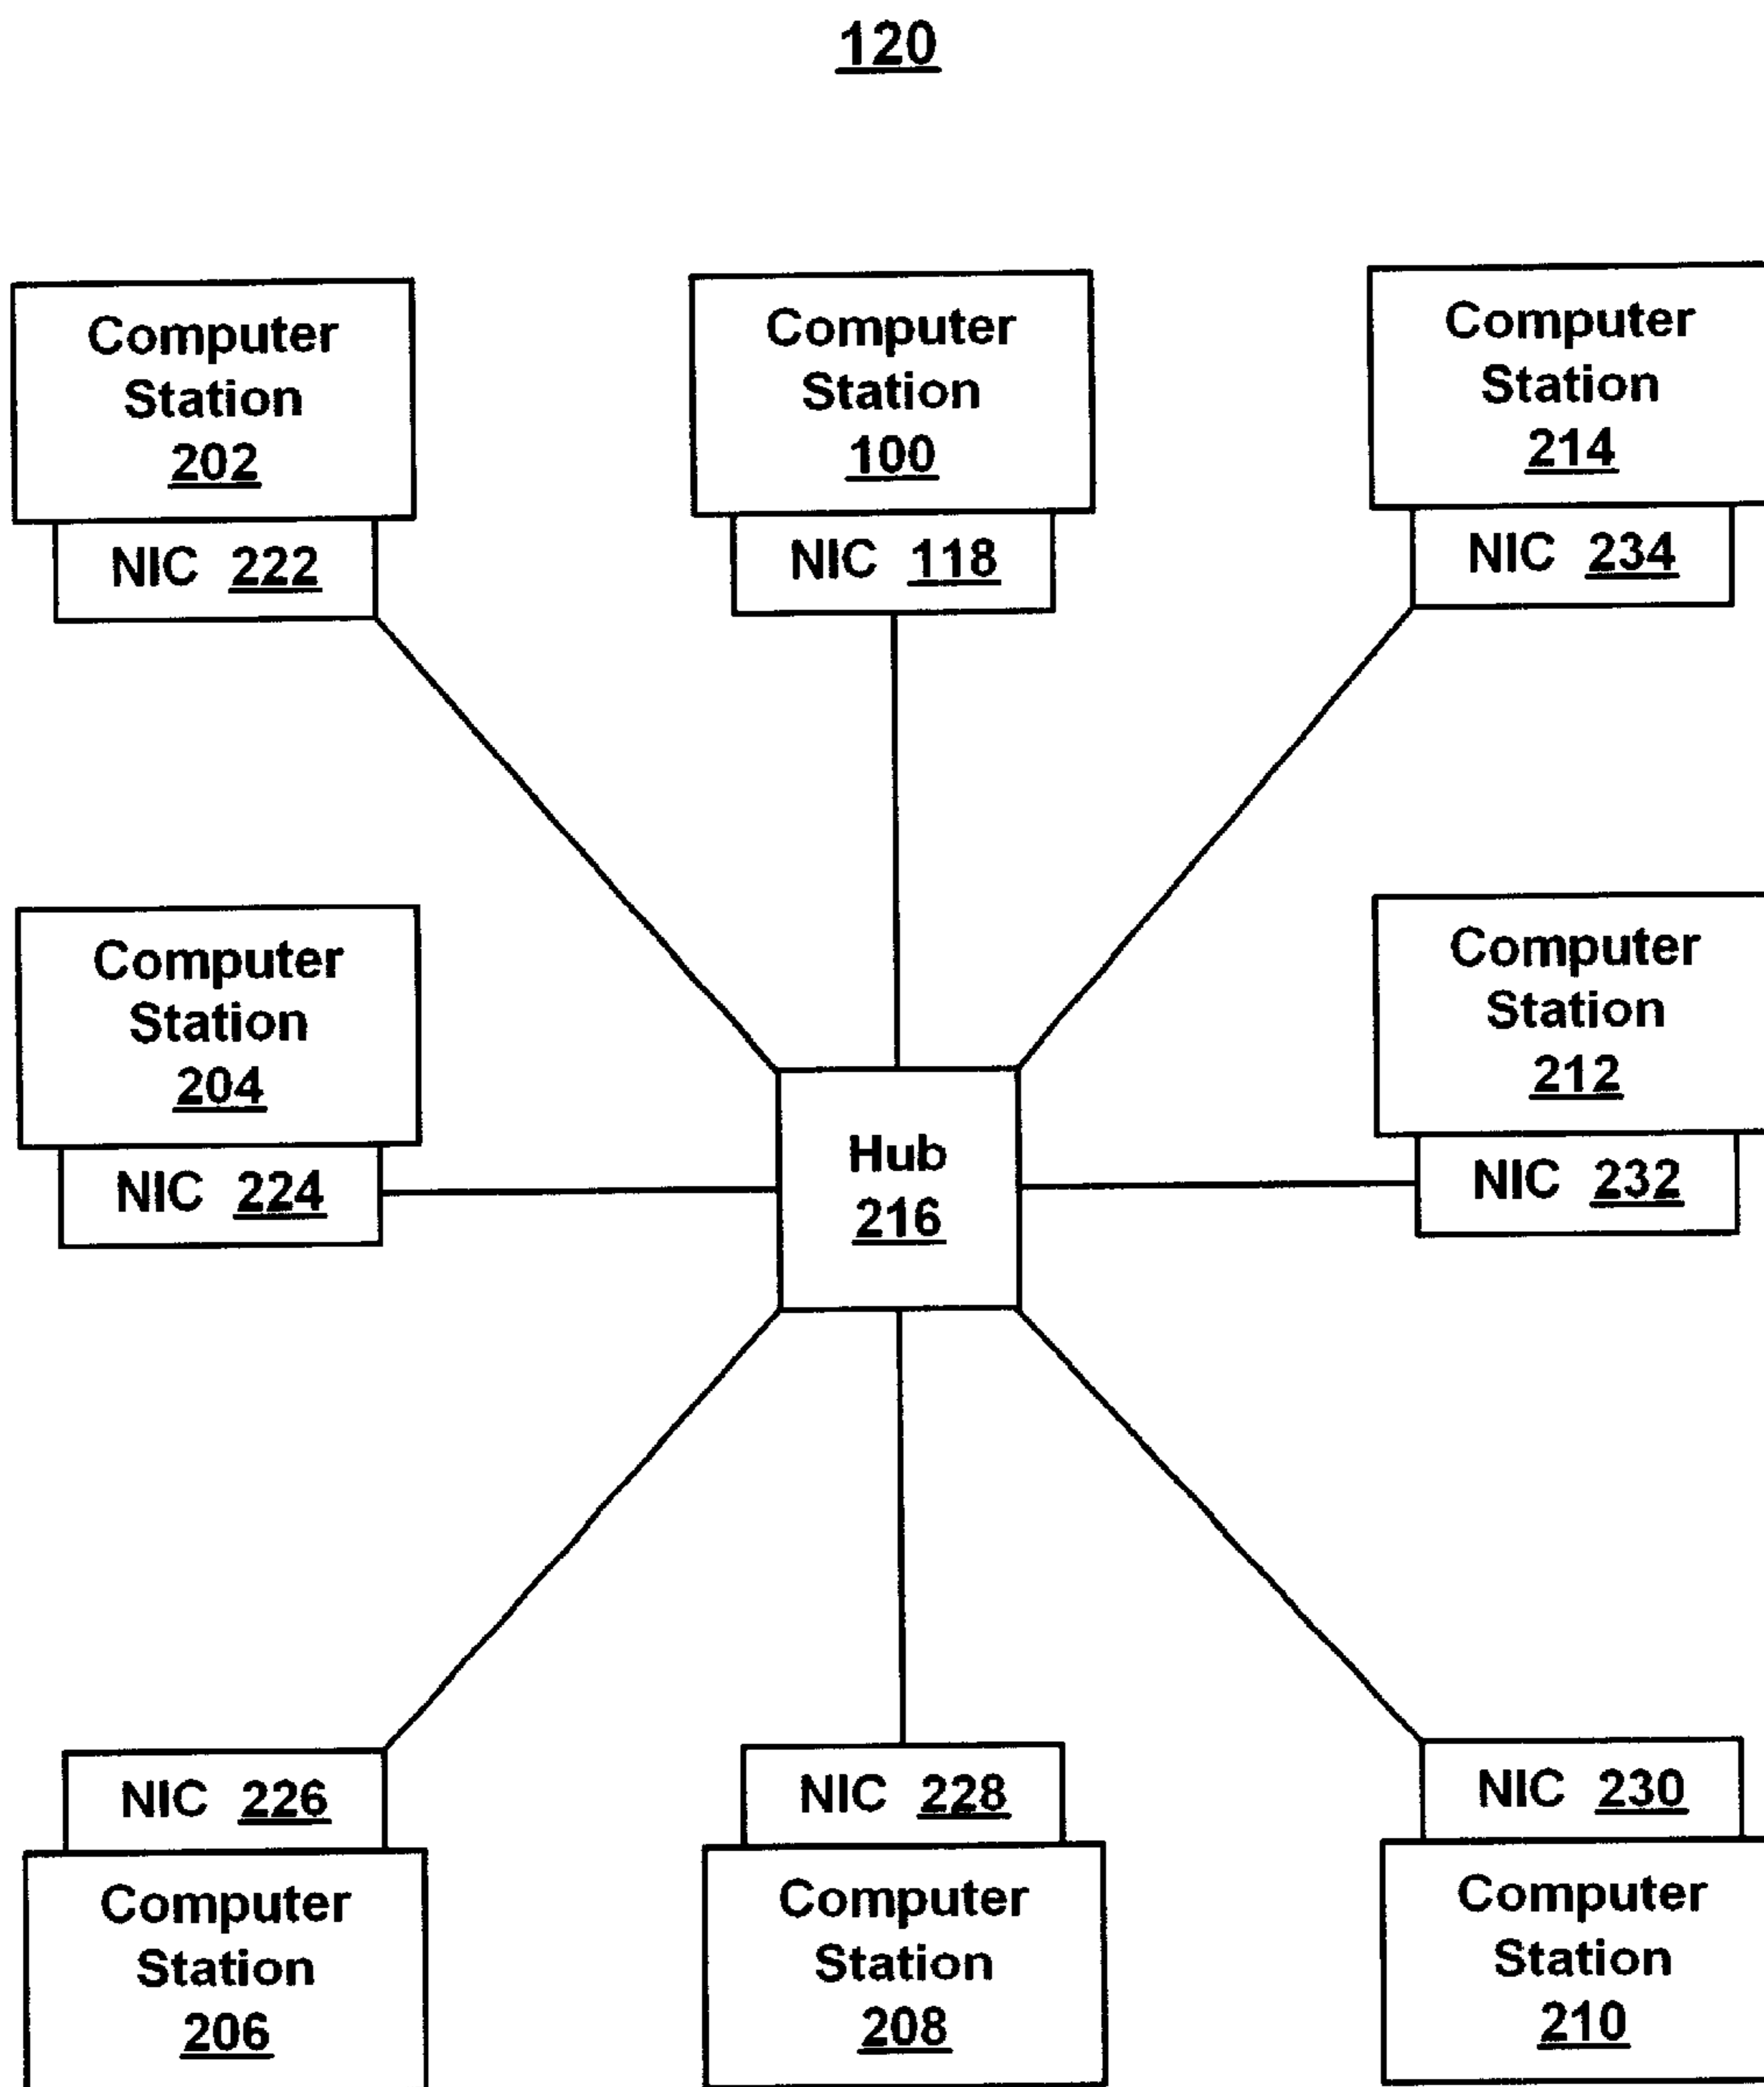 120
Computer
Station
202
NIC 222
Computer
Station
100
NIC 118
Computer
Station
214
NIC 234
Computer
Station
204
NIC 224
Hub
216
Computer
Station
212
NIC 232
NIC 226
Computer
Station
206
NIC 228
Computer
Station
208
NIC 230
Computer
Station
210